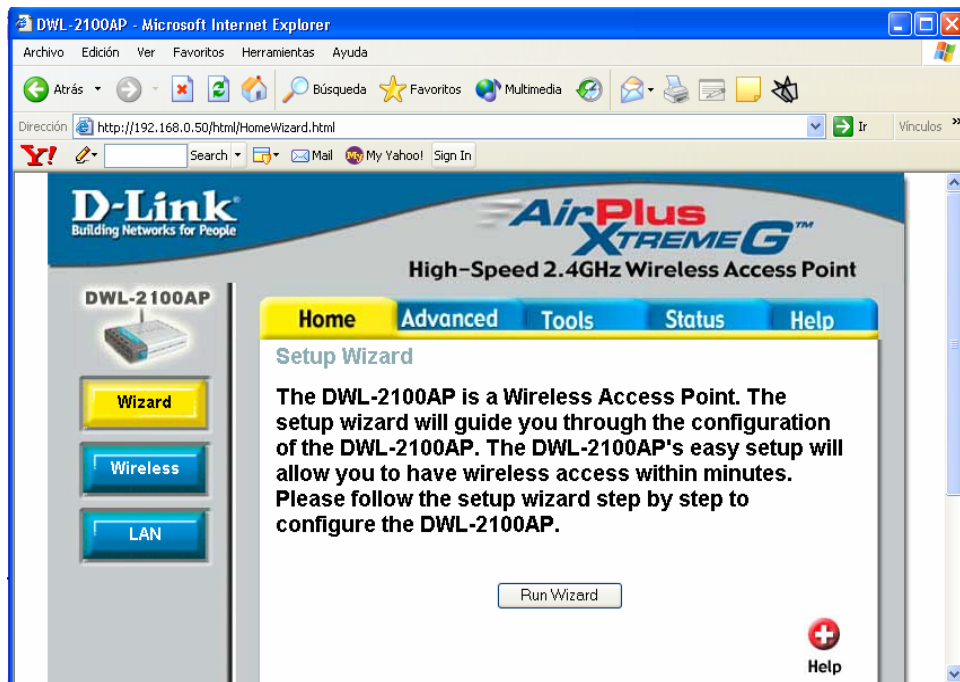 DWL-2100AP - Microsoft Internet Explorer
Archivo Edición Ver Favoritos Herramientas Ayuda
Atrás Búsqueda Favoritos Multimedia
Dirección http://192.168.0.50/html/HomeWizard.html Ir Vínculos »
Y! Search Mail My My Yahoo! Sign In
D-Link
Building Networks for People
AirPlus
XTREME G™
High-Speed 2.4GHz Wireless Access Point
DWL-2100AP
Home Advanced Tools Status Help
Wizard
Wireless
LAN
Setup Wizard
The DWL-2100AP is a Wireless Access Point. The
setup wizard will guide you through the configuration
of the DWL-2100AP. The DWL-2100AP's easy setup will
allow you to have wireless access within minutes.
Please follow the setup wizard step by step to
configure the DWL-2100AP.
Run Wizard
Help